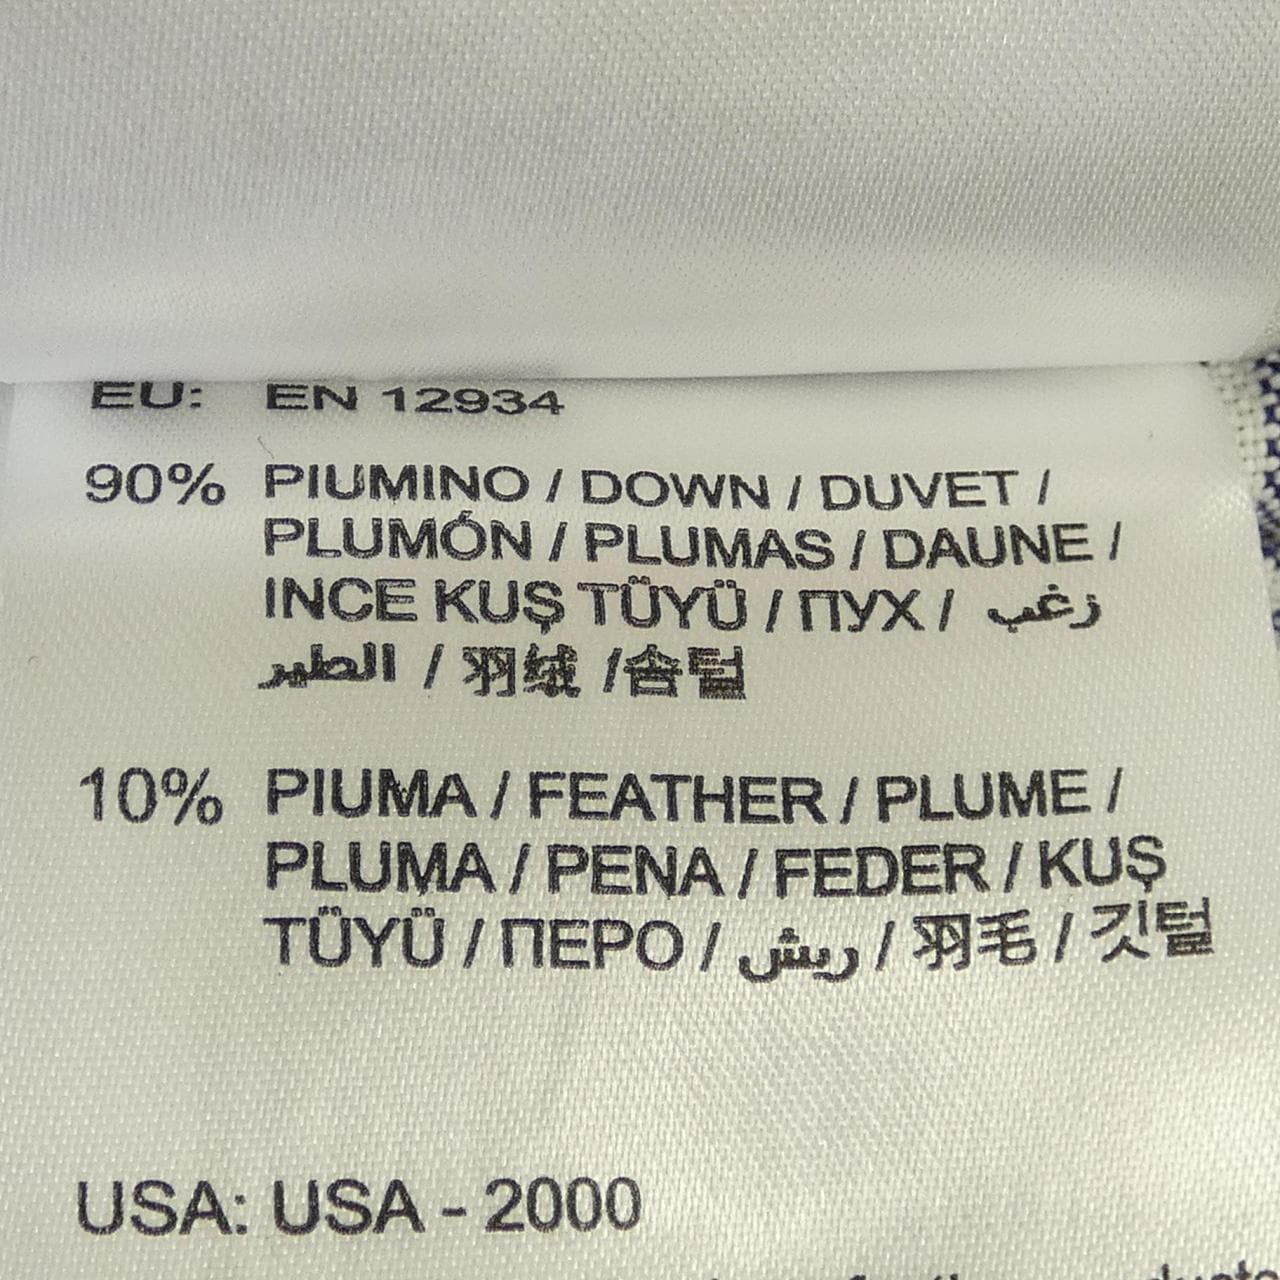 EU: EN 12934
90% PIUMINO / DOWN / DUVET /
PLUMÓN / PLUMAS / DAUNE /
INCE KUŞ TÜYÜ / ПУХ / زغب
الطير / 羽绒 /솜털
10% PIUMA / FEATHER / PLUME /
PLUMA / PENA / FEDER / KUŞ
TÜYÜ / ПЕРО / ريش / 羽毛 / 깃털
USA: USA - 2000